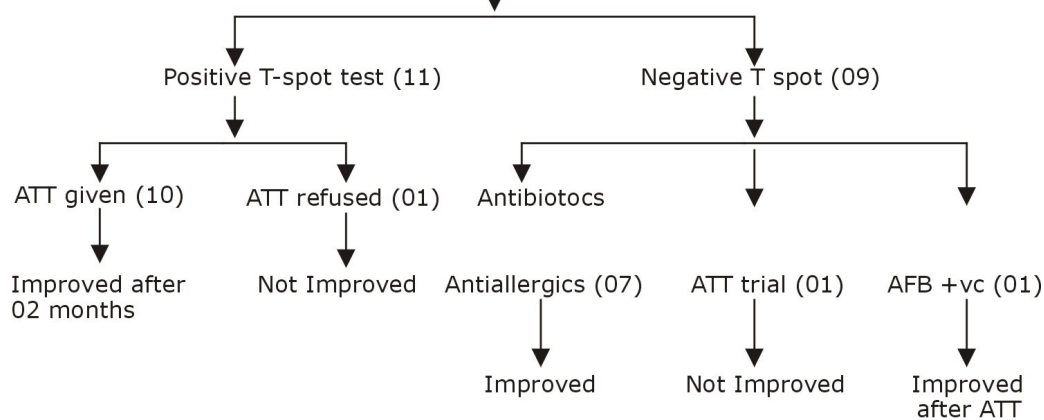 Positive T-spot test (11)
Negative T spot (09)
ATT given (10)
ATT refused (01)
Antibiotocs
Improved after
02 months
Not Improved
Antiallergics (07)
ATT trial (01)
AFB +vc (01)
Improved
Not Improved
Improved
after ATT